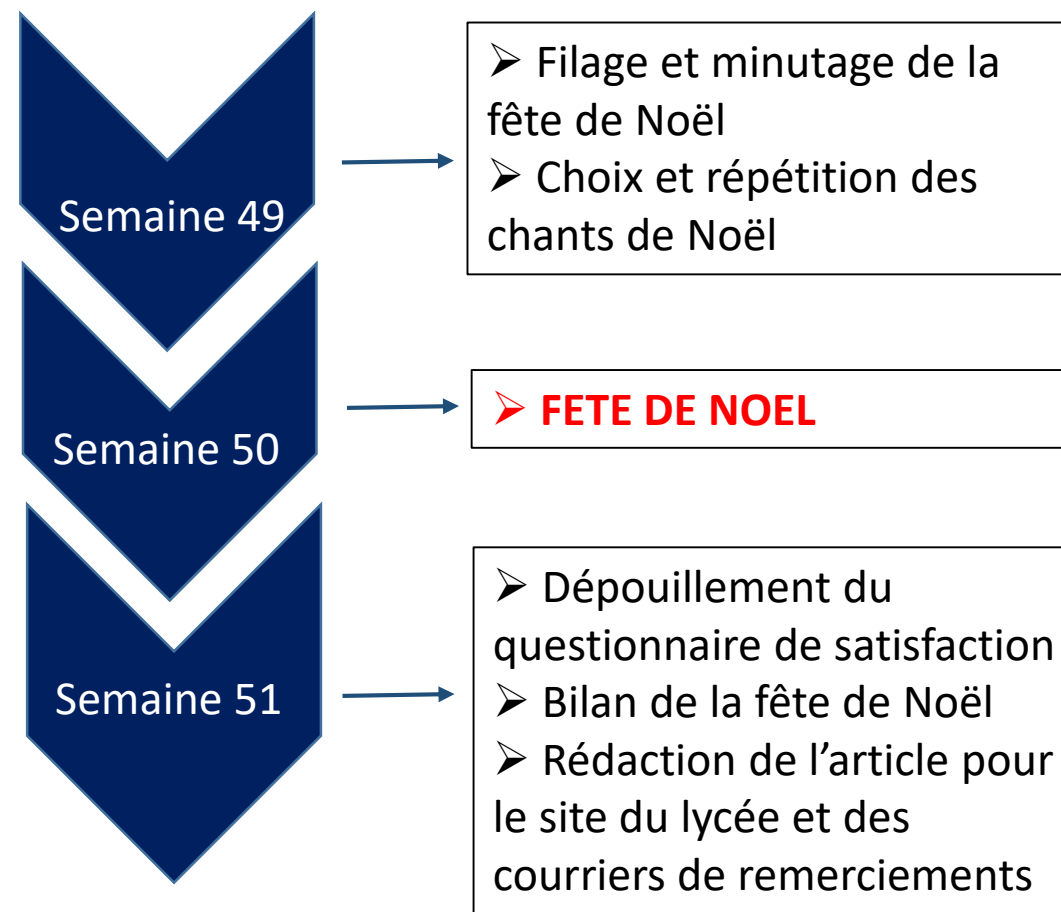 Semaine 49
➢ Filage et minutage de la
fête de Noël
➢ Choix et répétition des
chants de Noël
Semaine 50
➢ FETE DE NOEL
Semaine 51
➢ Dépouillement du
questionnaire de satisfaction
➢ Bilan de la fête de Noël
➢ Rédaction de l’article pour
le site du lycée et des
courriers de remerciements